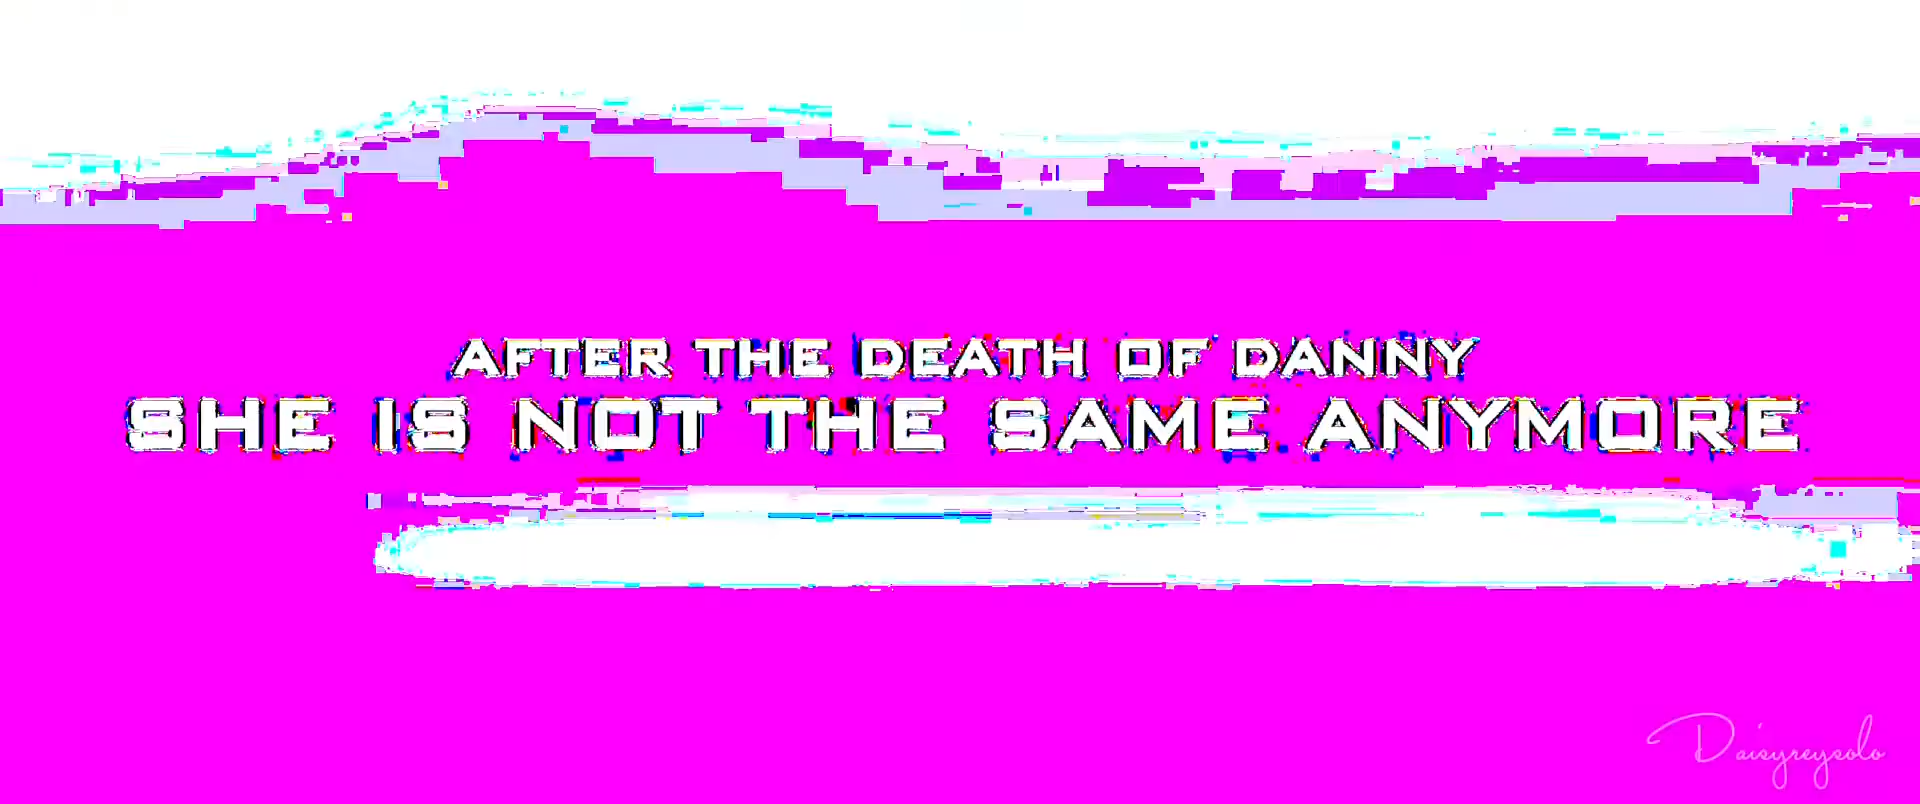 AFTER THE DEATH OF DANNY
SHE IS NOT THE SAME ANYMORE
Daisyreysolo